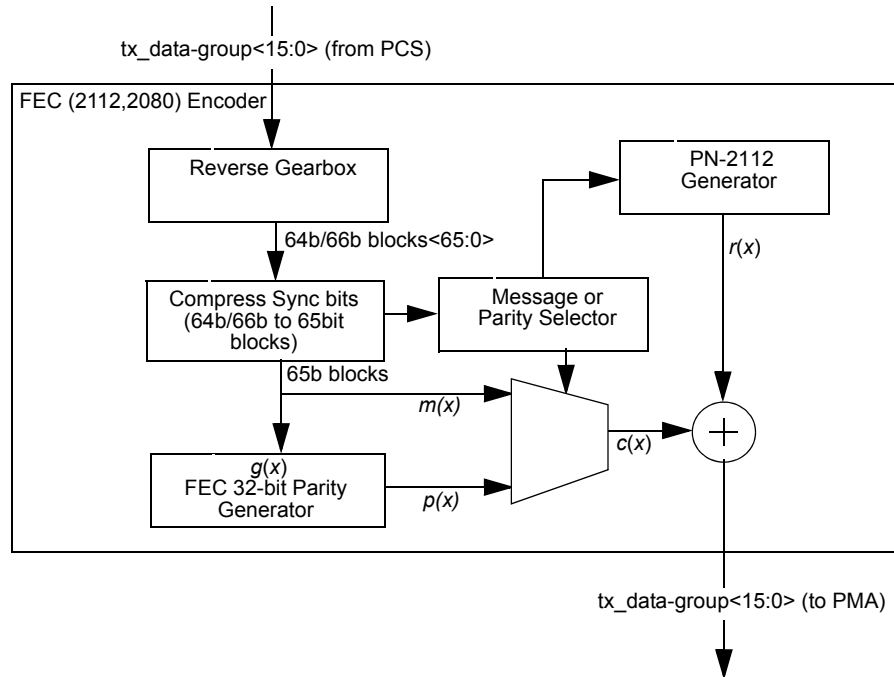 tx_data-group<15:0> (from PCS)
FEC (2112,2080) Encoder
Reverse Gearbox
PN-2112
Generator
64b/66b blocks<65:0>
r(x)
Compress Sync bits
(64b/66b to 65bit
blocks)
Message or
Parity Selector
65b blocks
m(x)
c(x)
+
g(x)
FEC 32-bit Parity
Generator
p(x)
tx_data-group<15:0> (to PMA)